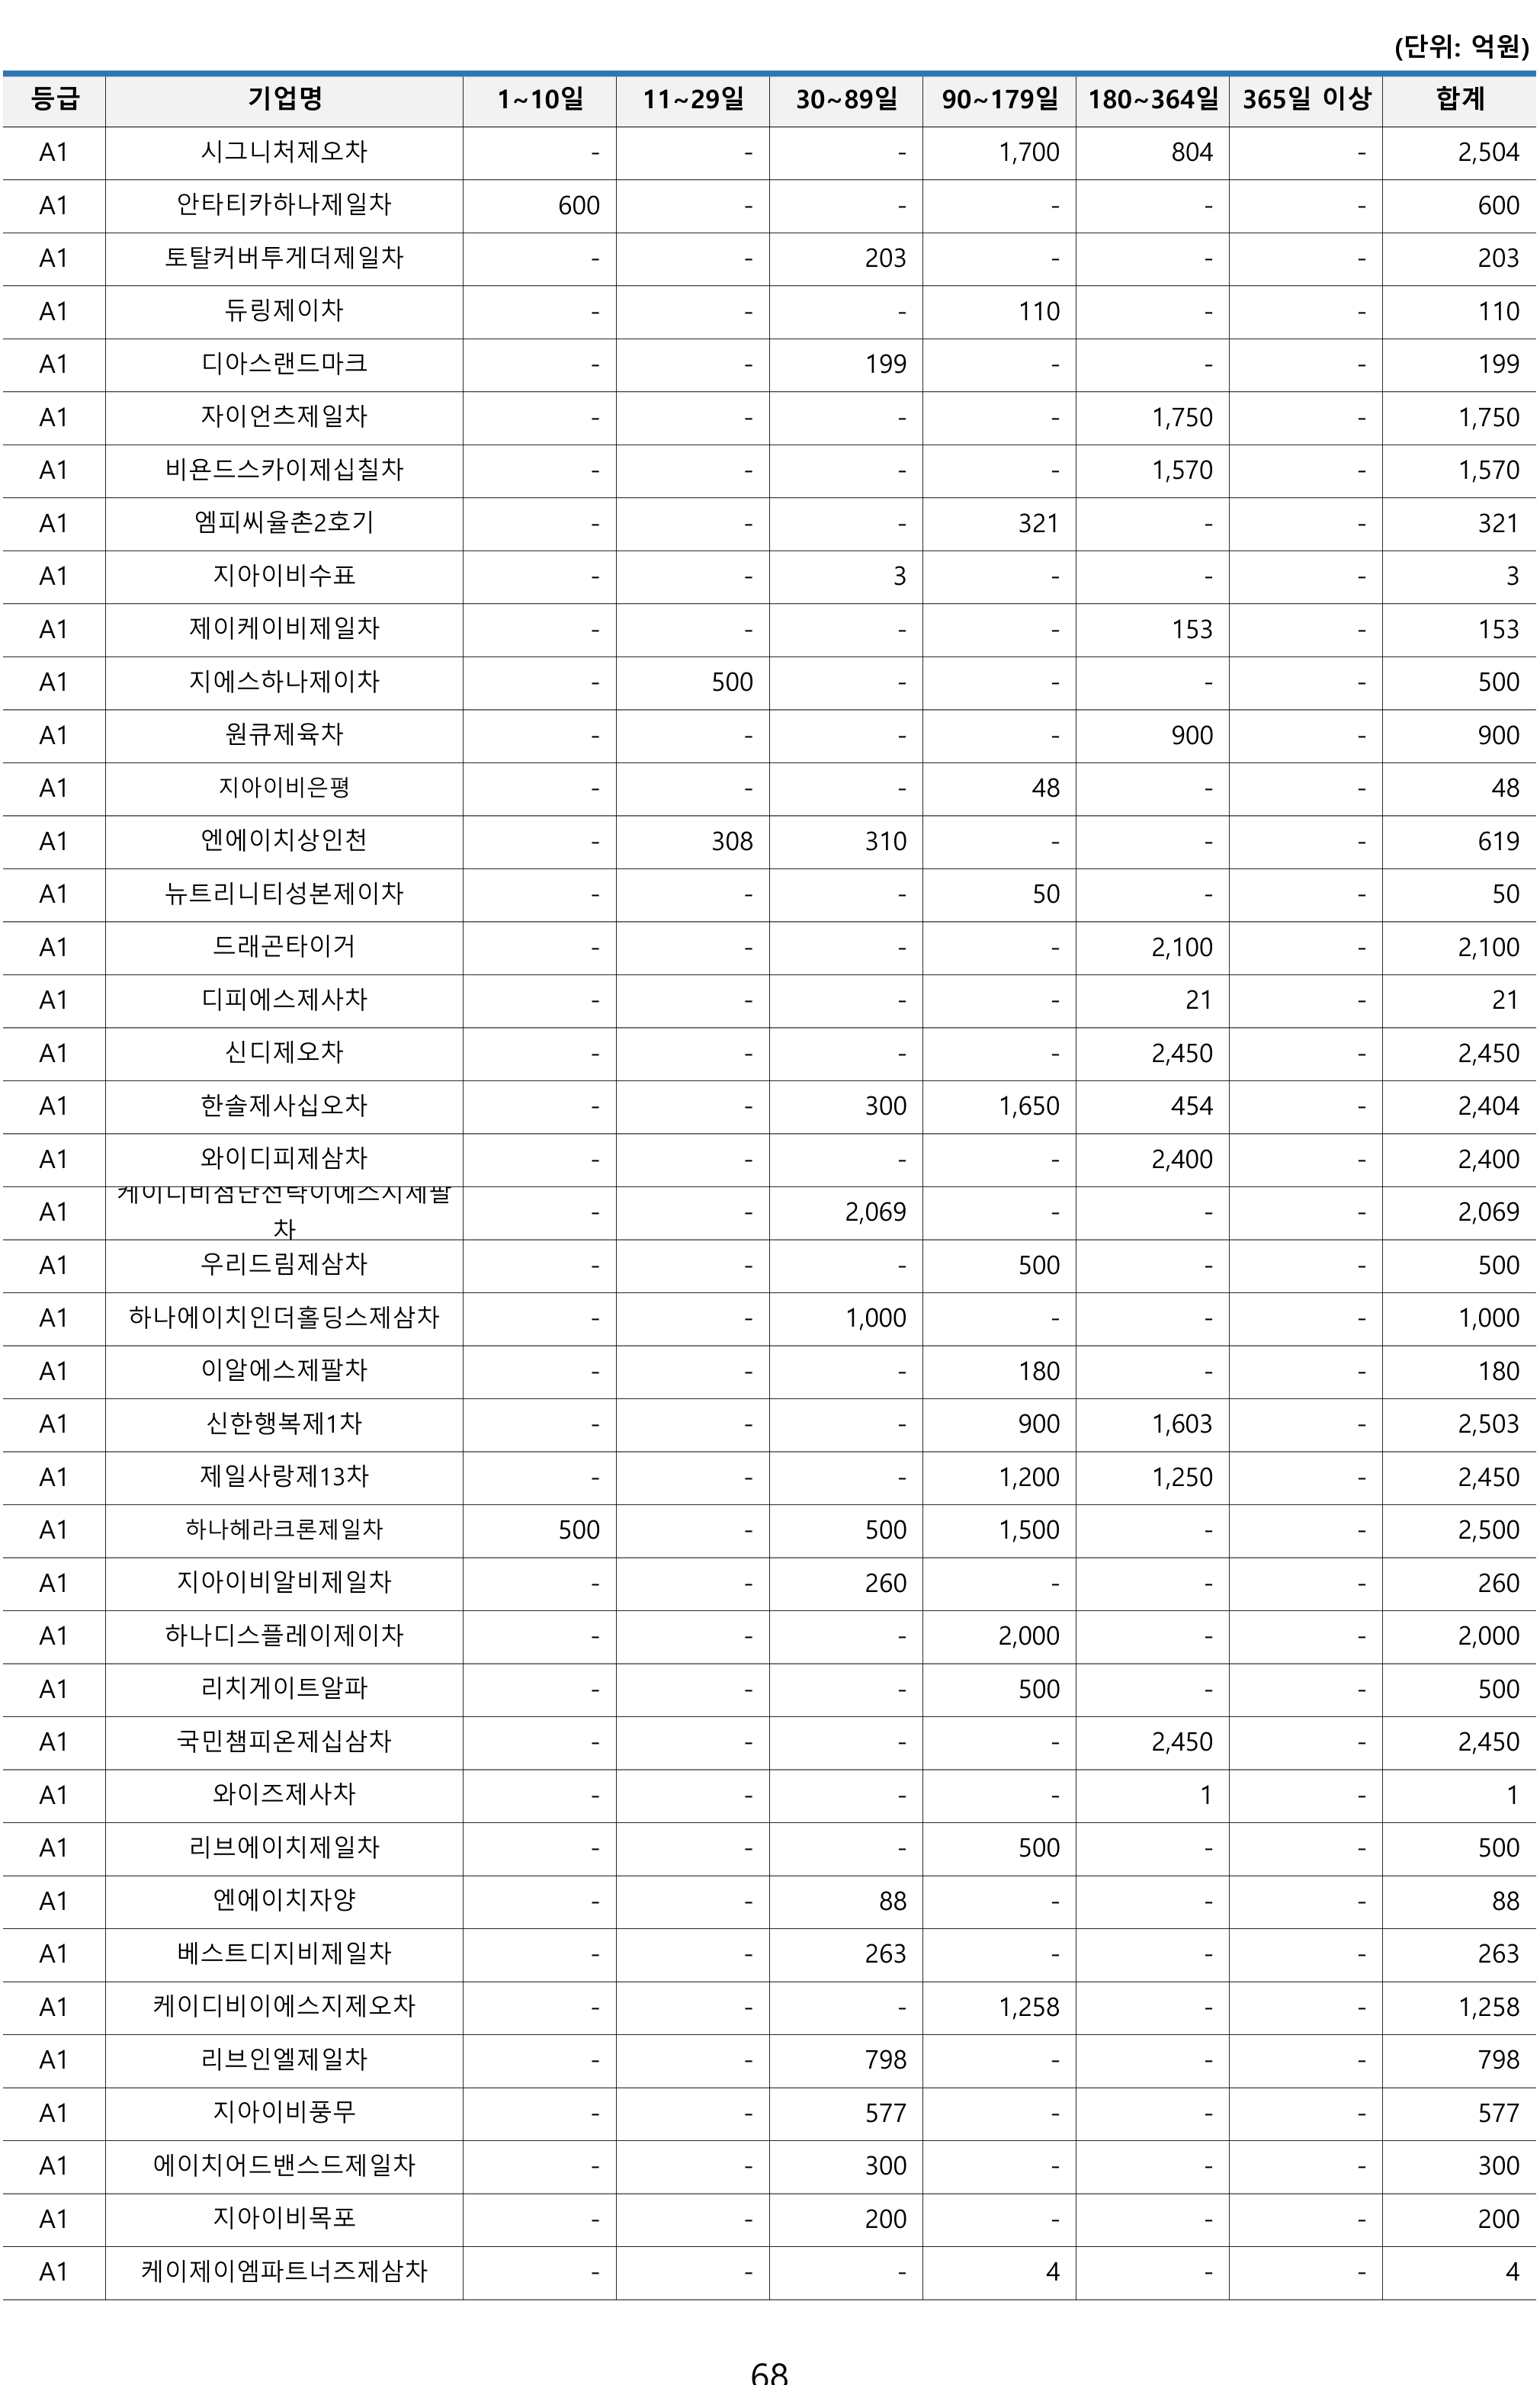 (단위: 억원)
등급 기업명 1~10일 11~29일 30~89일 90~179일 180~364일 365일 이상 합계
A1 시그니처제오차 - - - 1,700 804 - 2,504
A1 안타티카하나제일차 600 - - - - - 600
A1 토탈커버투게더제일차 - - 203 - - - 203
A1 듀링제이차 - - - 110 - - 110
A1 디아스랜드마크 - - 199 - - - 199
A1 자이언츠제일차 - - - - 1,750 - 1,750
A1 비욘드스카이제십칠차 - - - - 1,570 - 1,570
A1 엠피씨율촌2호기 - - - 321 - - 321
A1 지아이비수표 - - 3 - - - 3
A1 제이케이비제일차 - - - - 153 - 153
A1 지에스하나제이차 - 500 - - - - 500
A1 원큐제육차 - - - - 900 - 900
A1 지아이비은평 - - - 48 - - 48
A1 엔에이치상인천 - 308 310 - - - 619
A1 뉴트리니티성본제이차 - - - 50 - - 50
A1 드래곤타이거 - - - - 2,100 - 2,100
A1 디피에스제사차 - - - - 21 - 21
A1 신디제오차 - - - - 2,450 - 2,450
A1 한솔제사십오차 - - 300 1,650 454 - 2,404
A1 와이디피제삼차 - - - - 2,400 - 2,400
케이디비첨단전략이에스지제팔
A1 차 - - 2,069 - - - 2,069
A1 우리드림제삼차 - - - 500 - - 500
A1 하나에이치인더홀딩스제삼차 - - 1,000 - - - 1,000
A1 이알에스제팔차 - - - 180 - - 180
A1 신한행복제1차 - - - 900 1,603 - 2,503
A1 제일사랑제13차 - - - 1,200 1,250 - 2,450
A1 하나헤라크론제일차 500 - 500 1,500 - - 2,500
A1 지아이비알비제일차 - - 260 - - - 260
A1 하나디스플레이제이차 - - - 2,000 - - 2,000
A1 리치게이트알파 - - - 500 - - 500
A1 국민챔피온제십삼차 - - - - 2,450 - 2,450
A1 와이즈제사차 - - - - 1 - 1
A1 리브에이치제일차 - - - 500 - - 500
A1 엔에이치자양 - - 88 - - - 88
A1 베스트디지비제일차 - - 263 - - - 263
A1 케이디비이에스지제오차 - - - 1,258 - - 1,258
A1 리브인엘제일차 - - 798 - - - 798
A1 지아이비풍무 - - 577 - - - 577
A1 에이치어드밴스드제일차 - - 300 - - - 300
A1 지아이비목포 - - 200 - - - 200
A1 케이제이엠파트너즈제삼차 - - - 4 - - 4
68